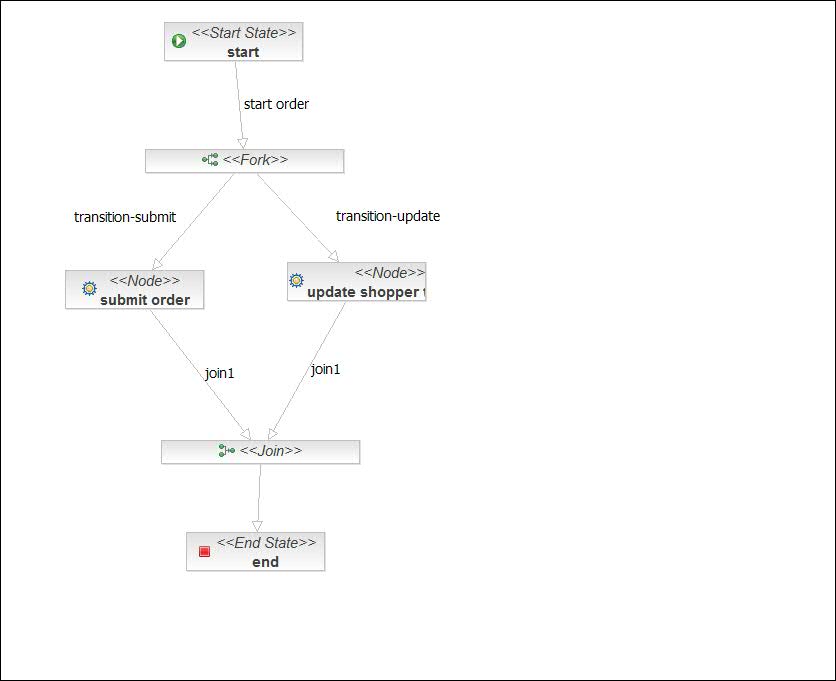 <<Start State>>
start
start order
<<Fork>>
transition-submit
transition-update
<<Node>>
submit order
<<Node>>
update shopper
join1
join1
<<Join>>
<<End State>>
end